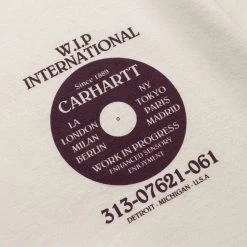 W.I.P
INTERNATIONAL
Since 1889
CARHARTT
LA
LONDON
MILAN
BERLIN
NY
TOKYO
PARIS
MADRID
WORK IN PROGRESS
ENHANCED SENSORY
ENJOYMENT
313-07621-061
DETROIT · MICHIGAN · U.S.A